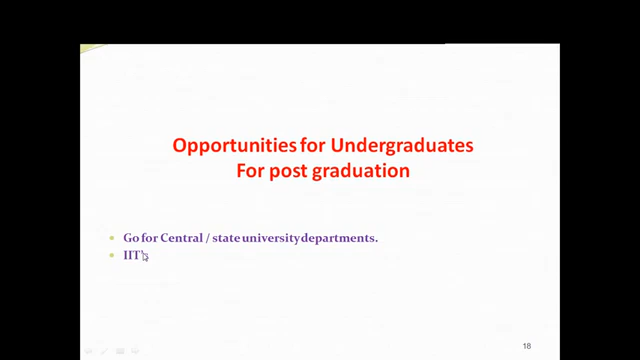 Opportunities for Undergraduates
For post graduation
Go for Central / state university departments.
IIT's
18